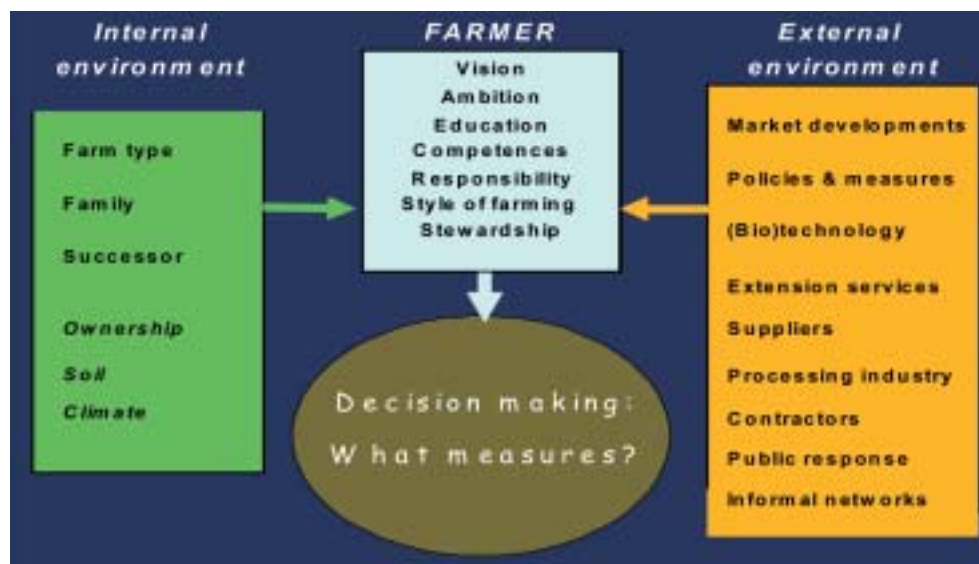 Internal
environment
Farm type
Family
Successor
Ownership
Soil
Climate
FARMER
Vision
Ambition
Education
Competences
Responsibility
Style of farming
Stewardship
Decision making:
What measures?
External
environment
Market developments
Policies & measures
(Bio)technology
Extension services
Suppliers
Processing industry
Contractors
Public response
Informal networks